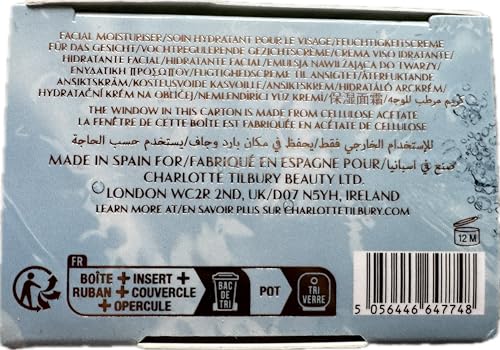 FACIAL MOISTURISER/SOIN HYDRATANT POUR LE VISAGE/FEUCHTIGKEITSCREME
FÜR DAS GESICHT/VOCHTREGULERENDE GEZICHTSCRÈME/CREMA VISO IDRATANTE/
HIDRATANTE FACIAL/HIDRATANTE FACIAL/EMULSJA NAWILŻAJĄCA DO TWARZY/
ΕΝΥΔΑΤΙΚΗ ΠΡΟΣΩΠΟΥ/FUGTIGHEDSCREME TIL ANSIGTET/ÅTERFUKTANDE
ANSIKTSKRÄM/KOSTEUSVOIDE KASVOILLE/ANSIKTSKREM/HIDRATÁLÓ ARCKRÉM/
HYDRATAČNÍ KRÉM NA OBLIČEJ/NEMLENDİRİCİ YÜZ KREMİ/保湿面霜/كريم مرطب للوجه
THE WINDOW IN THIS CARTON IS MADE FROM CELLULOSE ACETATE
LA FENÊTRE DE CETTE BOÎTE EST FABRIQUÉE EN ACÉTATE DE CELLULOSE
للإستخدام الخارجي فقط/يحفظ في مكان بارد وجاف/يستخدم حسب الحاجة
MADE IN SPAIN FOR/FABRIQUÉ EN ESPAGNE POUR/صنع في اسبانيا
CHARLOTTE TILBURY BEAUTY LTD.
LONDON WC2R 2ND, UK/D07 N5YH, IRELAND
LEARN MORE AT/EN SAVOIR PLUS SUR CHARLOTTETILBURY.COM
12 M
FR
BOÎTE + INSERT +
RUBAN + COUVERCLE
+ OPERCULE
BAC
DE
TRI
POT
TRI
VERRE
5 056446 647748